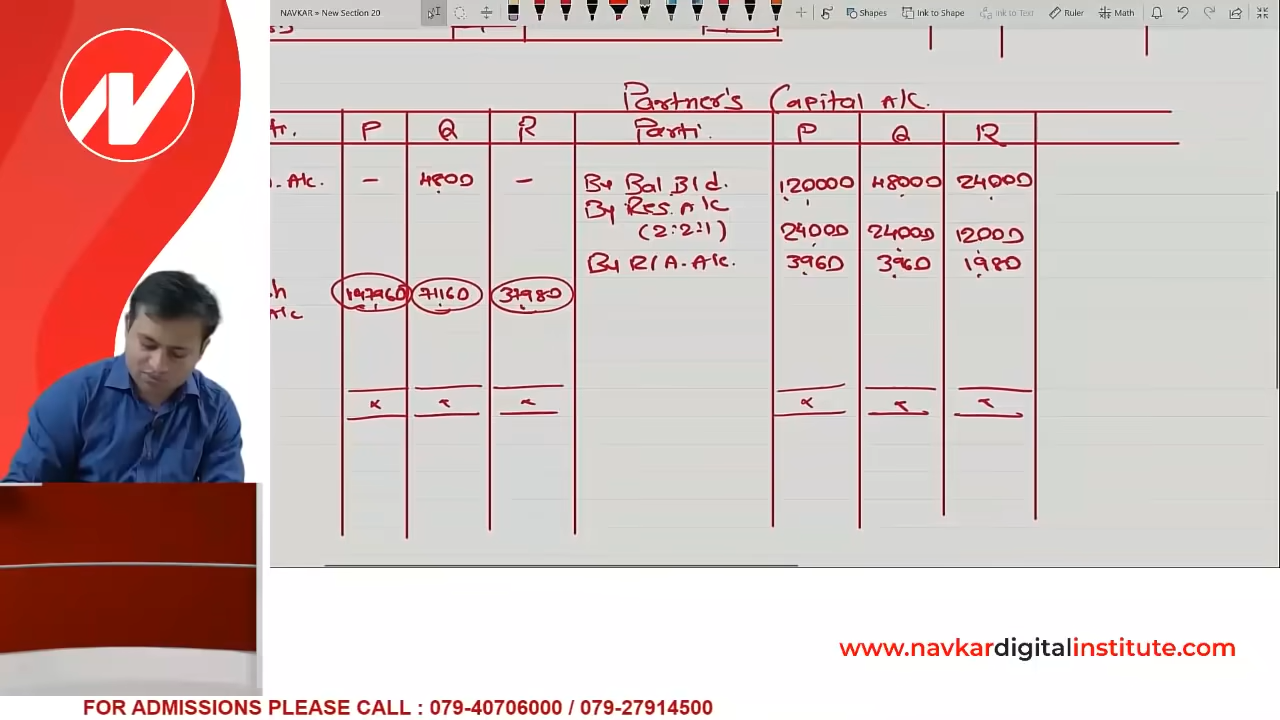 NAVKAR » New Section 20
Shapes Ink to Shape Ink to Text Ruler Math
Partner's Capital A/c.
P Q R Parti. P Q R
A/c. - 4800 - By Bal B/d. 120000 48000 24000
By Res. A/c
(2:2:1) 24000 24000 12000
By R/A. A/c. 3960 3960 1980
147960 71160 37980
A/c
www.navkardigitalinstitute.com
FOR ADMISSIONS PLEASE CALL : 079-40706000 / 079-27914500